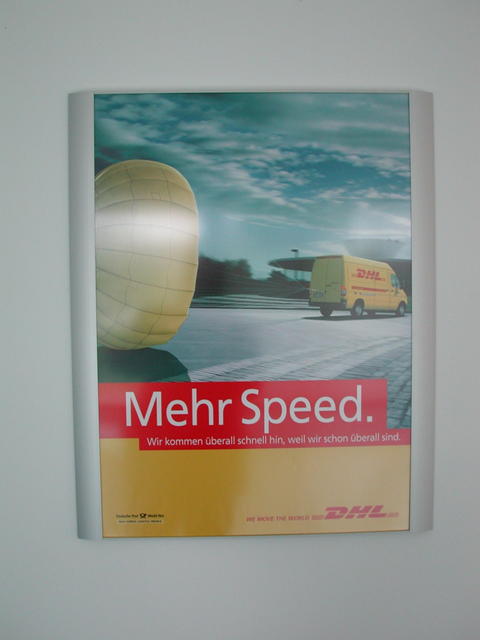 DHL
Mehr Speed.
Wir kommen überall schnell hin, weil wir schon überall sind.
Deutsche Post World Net
WE MOVE THE WORLD DHL